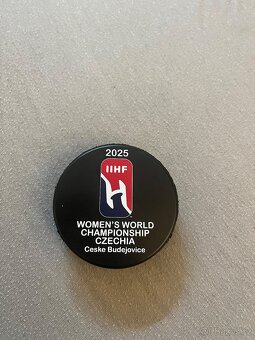 2025
IIHF
WOMEN'S WORLD
CHAMPIONSHIP
CZECHIA
Ceske Budejovice